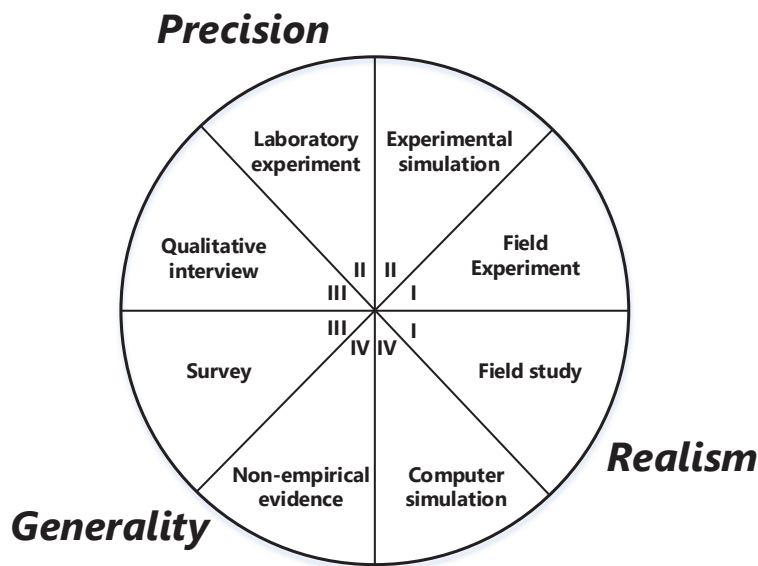 Precision
Laboratory
experiment
Experimental
simulation
Qualitative
interview
Field
Experiment
II II
III I
III I
IV IV
Survey
Field study
Realism
Non-empirical
evidence
Computer
simulation
Generality